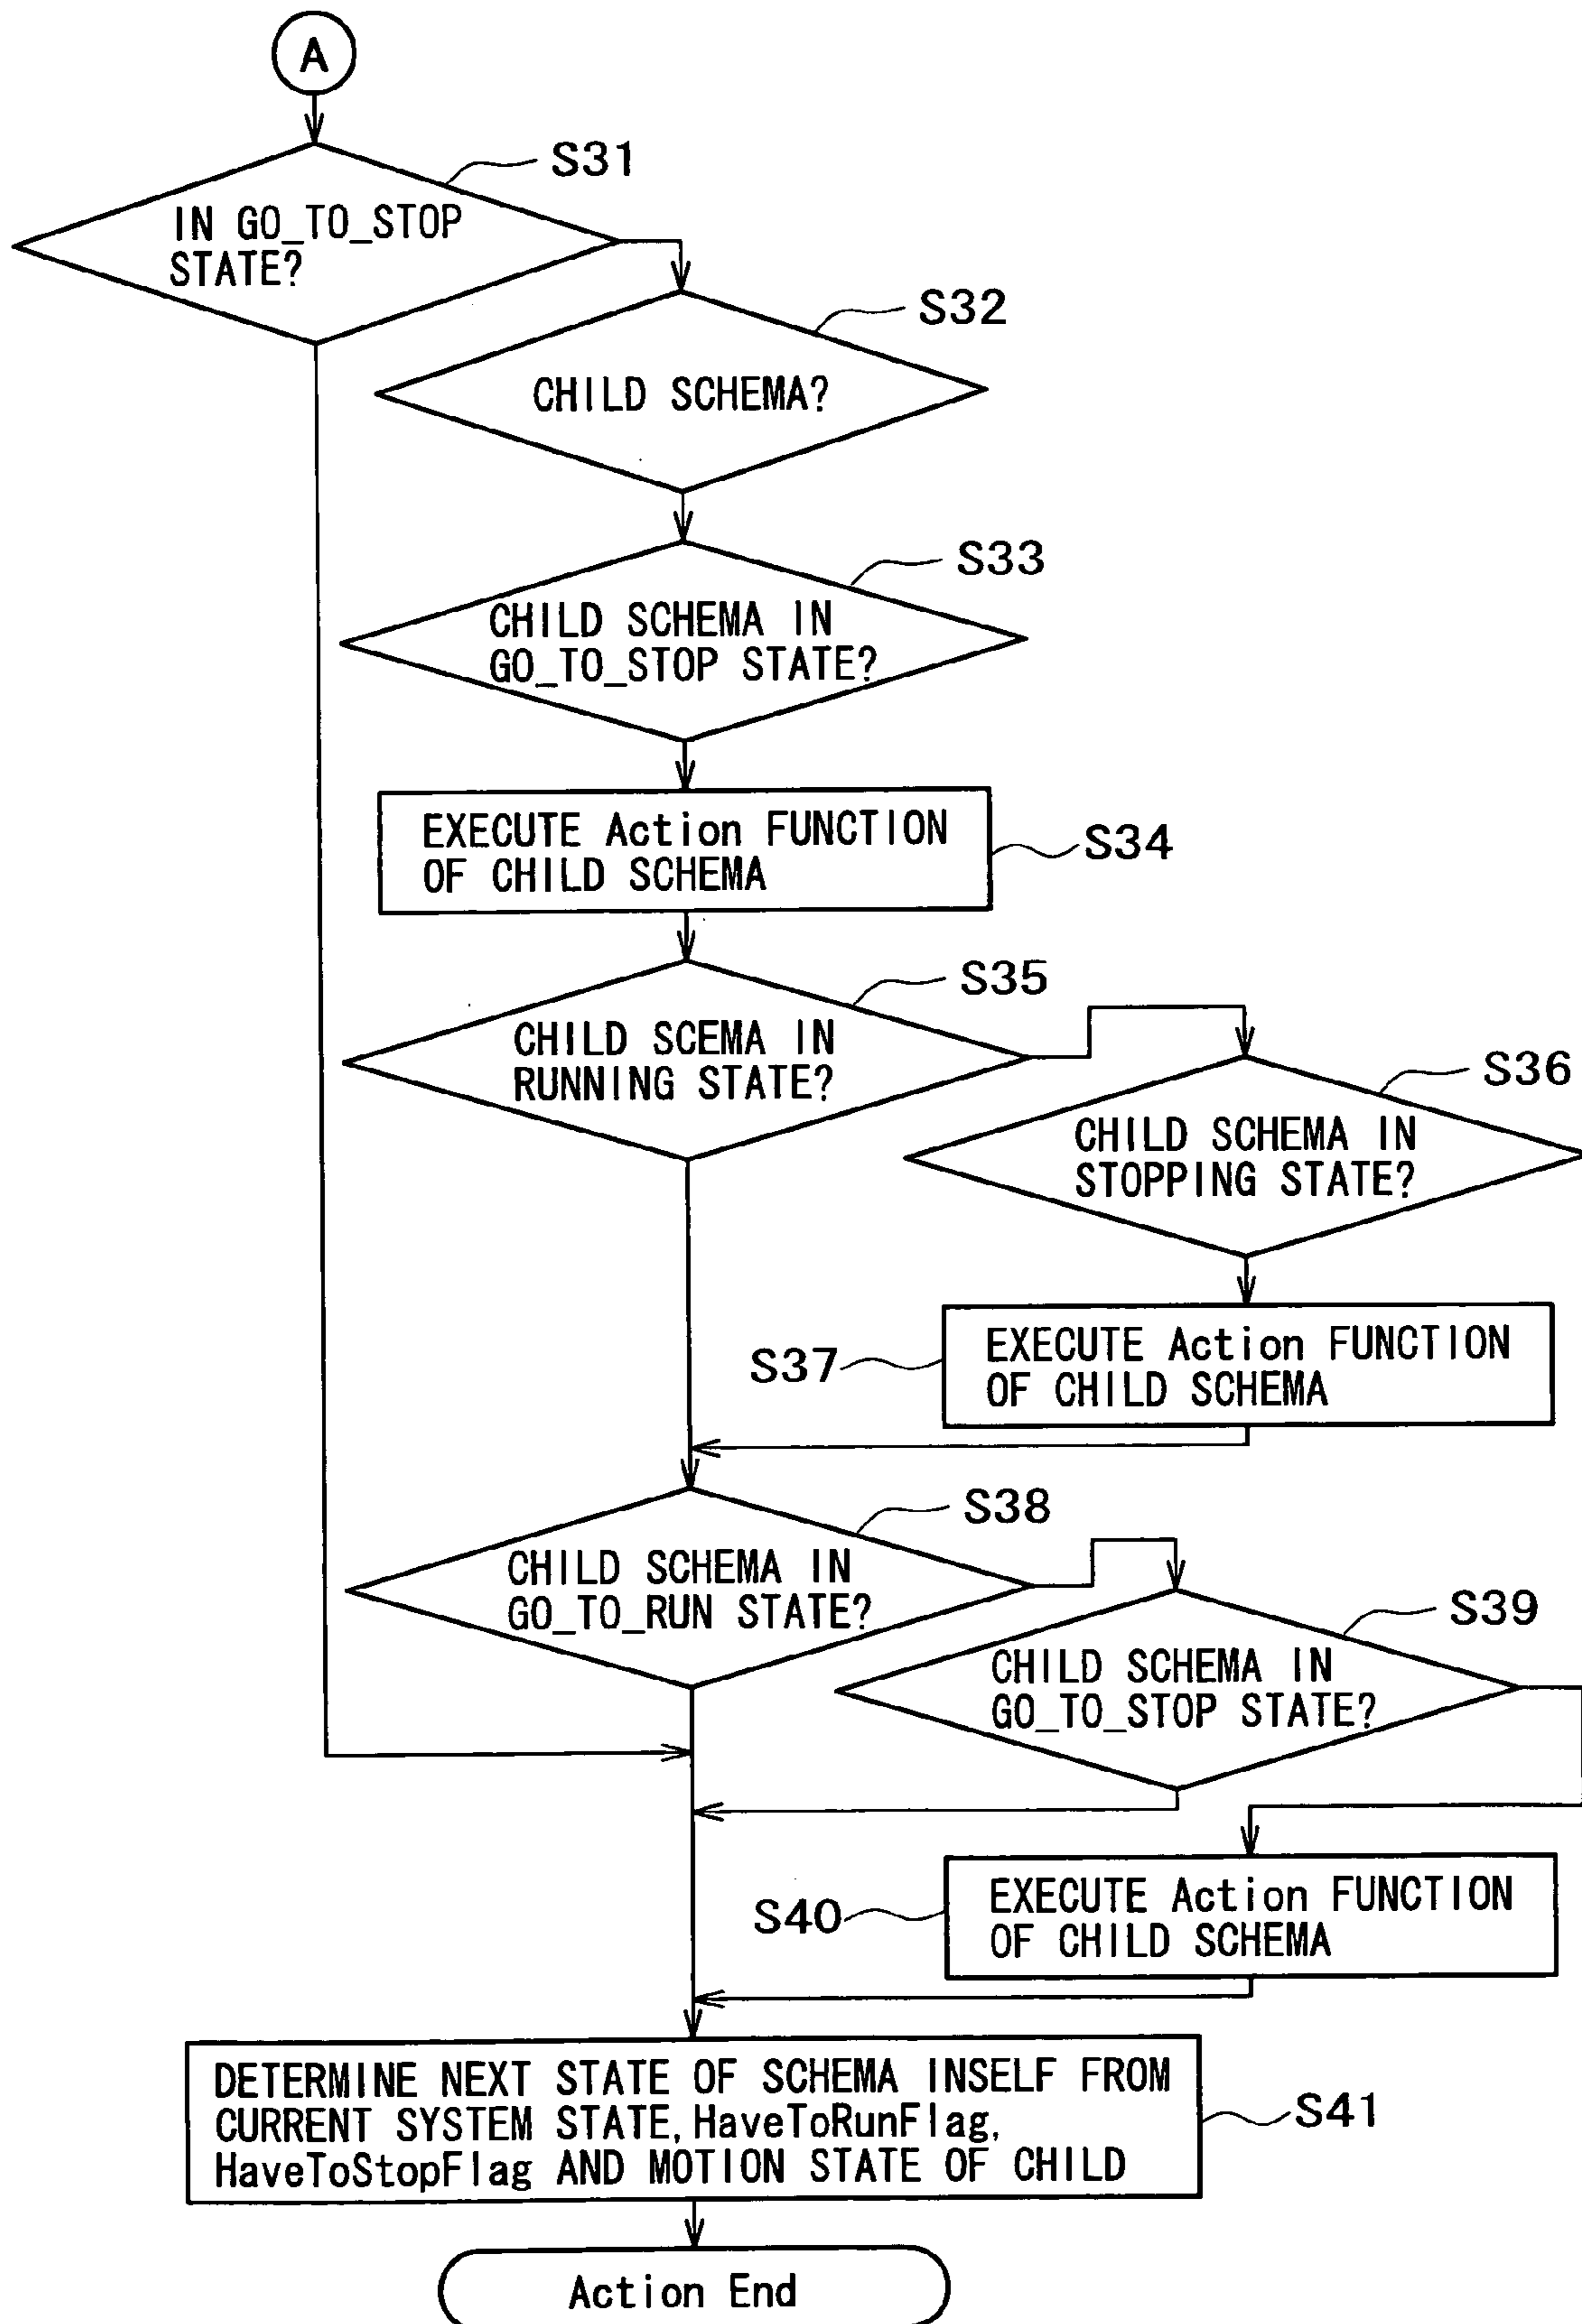 A
S31
IN GO_TO_STOP
STATE?
S32
CHILD SCHEMA?
S33
CHILD SCHEMA IN
GO_TO_STOP STATE?
EXECUTE Action FUNCTION
OF CHILD SCHEMA
S34
S35
CHILD SCEMA IN
RUNNING STATE?
S36
CHILD SCHEMA IN
STOPPING STATE?
S37
EXECUTE Action FUNCTION
OF CHILD SCHEMA
S38
CHILD SCHEMA IN
GO_TO_RUN STATE?
S39
CHILD SCHEMA IN
GO_TO_STOP STATE?
S40
EXECUTE Action FUNCTION
OF CHILD SCHEMA
DETERMINE NEXT STATE OF SCHEMA INSELF FROM
CURRENT SYSTEM STATE, HaveToRunFlag,
HaveToStopFlag AND MOTION STATE OF CHILD
S41
Action End